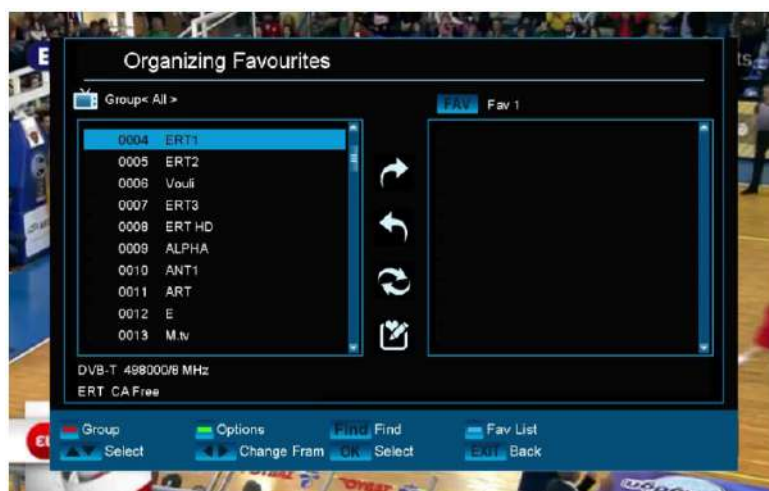 Organizing Favourites
Group< All >
FAV Fav 1
0004 ERT1
0005 ERT2
0006 Vouli
0007 ERT3
0008 ERT HD
0009 ALPHA
0010 ANT1
0011 ART
0012 E
0013 M.tv
DVB-T 498000/8 MHz
ERT CAFree
Group Options Find Find Fav List
Select Change Fram OK Select EXIT Back